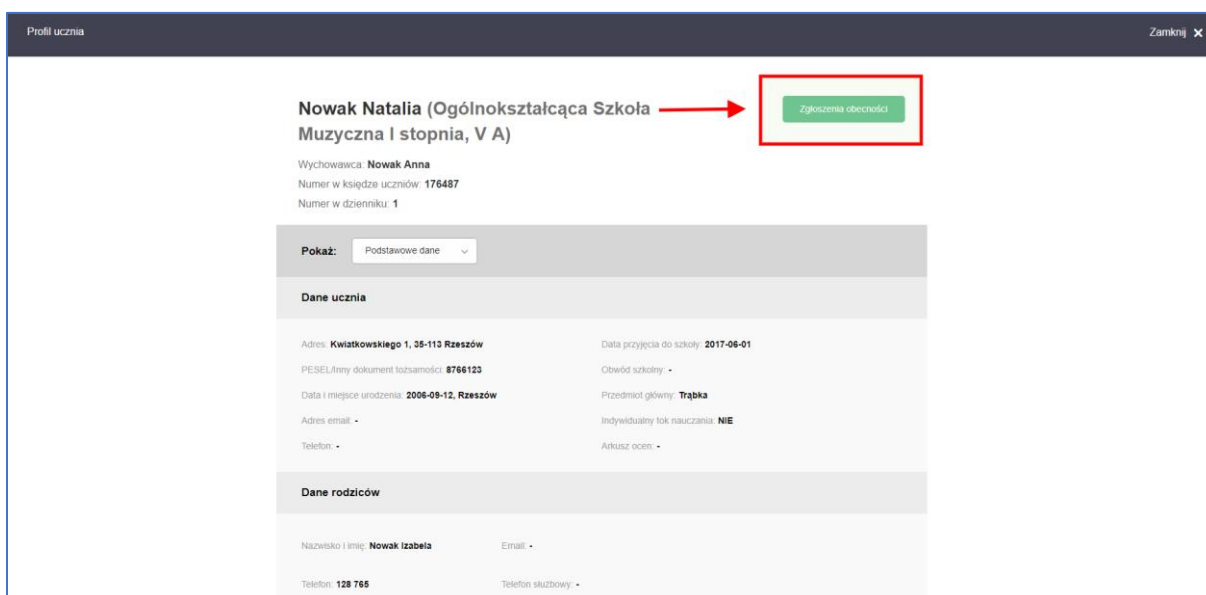 Profil ucznia
Zamknij ✕
Nowak Natalia (Ogólnokształcąca Szkoła
Muzyczna I stopnia, V A)
Zgłoszenia obecności
Wychowawca: Nowak Anna
Numer w księdze uczniów: 176487
Numer w dzienniku: 1
Pokaż: Podstawowe dane
Dane ucznia
Adres: Kwiatkowskiego 1, 35-113 Rzeszów
Data przyjęcia do szkoły: 2017-06-01
PESEL/Inny dokument tożsamości: 8766123
Obwód szkolny: -
Data i miejsce urodzenia: 2006-09-12, Rzeszów
Przedmiot główny: Trąbka
Adres email: -
Indywidualny tok nauczania: NIE
Telefon: -
Arkusz ocen: -
Dane rodziców
Nazwisko i imię: Nowak Izabela
Email: -
Telefon: 128 765
Telefon służbowy: -